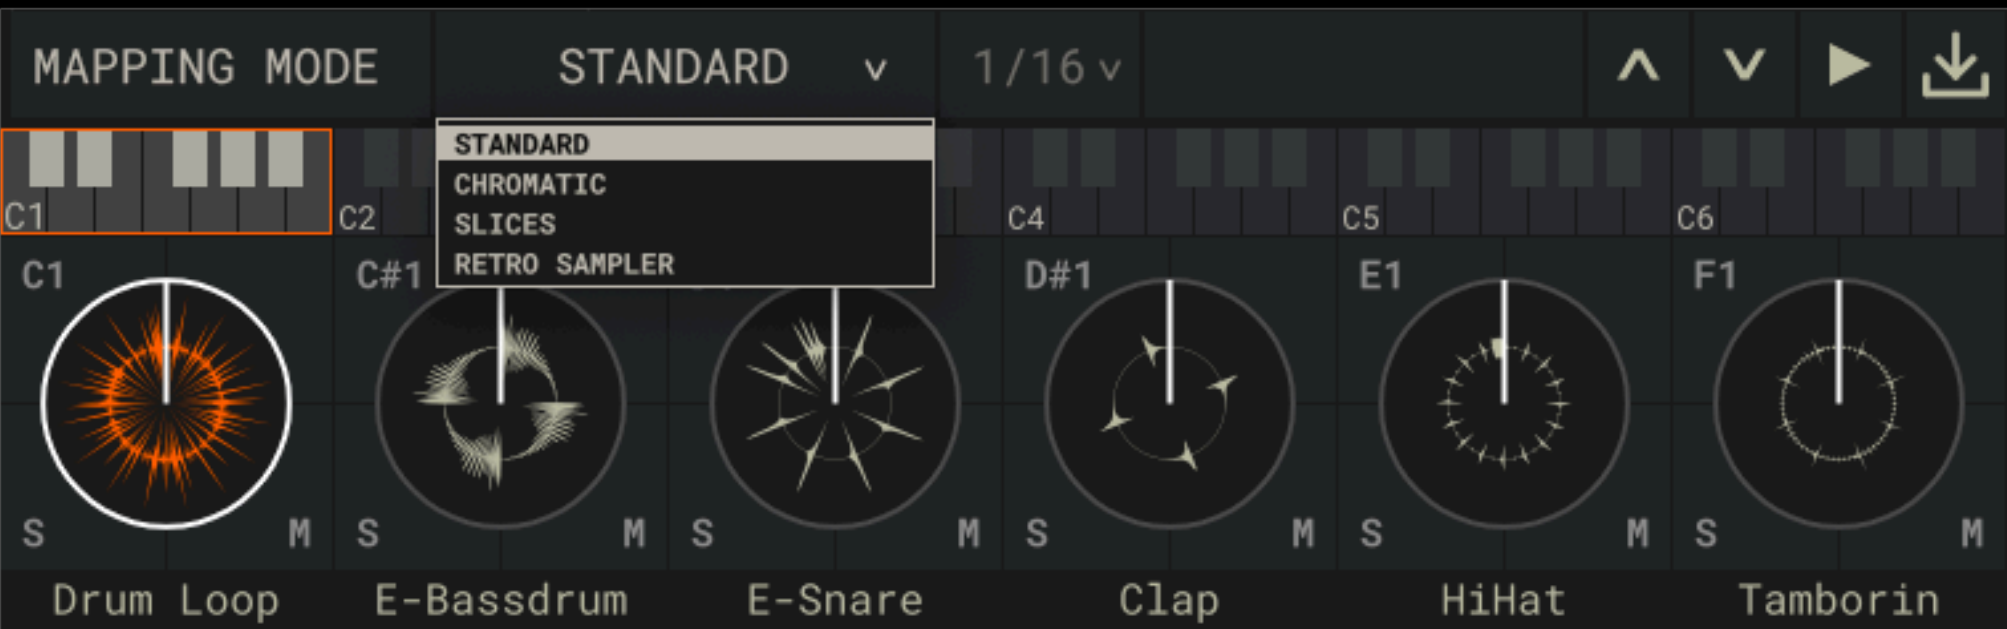 MAPPING MODE STANDARD 1/16
STANDARD
CHROMATIC
SLICES
RETRO SAMPLER
C1 C2 C4 C5 C6
C1 C#1 D#1 E1 F1
S M S M S M S M S M S M
Drum Loop E-Bassdrum E-Snare Clap HiHat Tamborin